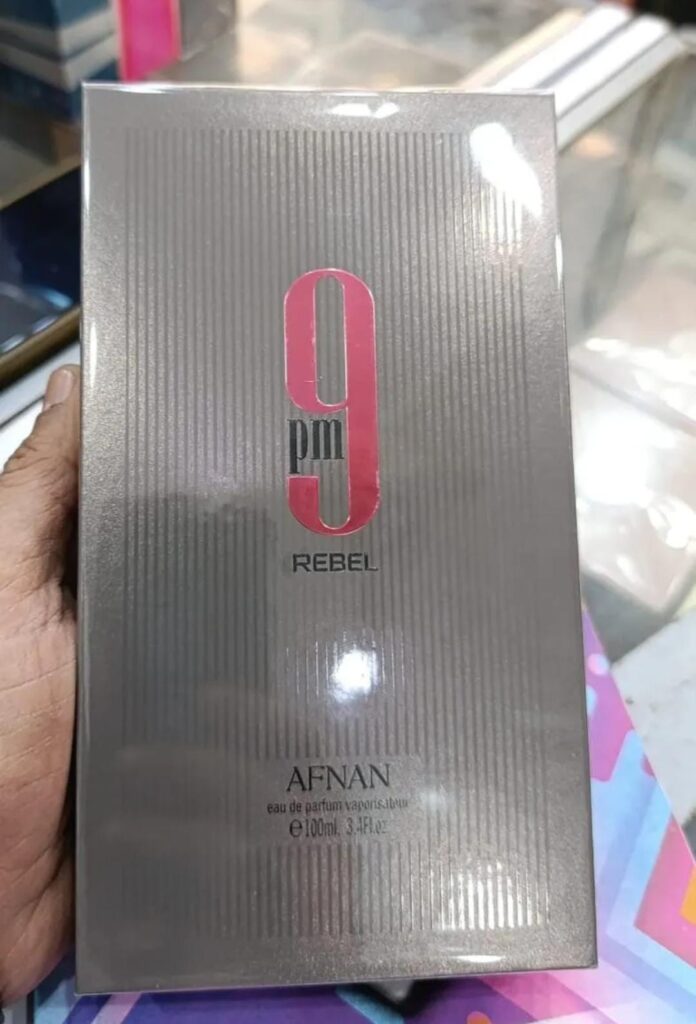 9
pm
REBEL
AFNAN
eau de parfum vaporisateur
℮100ml. 3.4Fl.oz